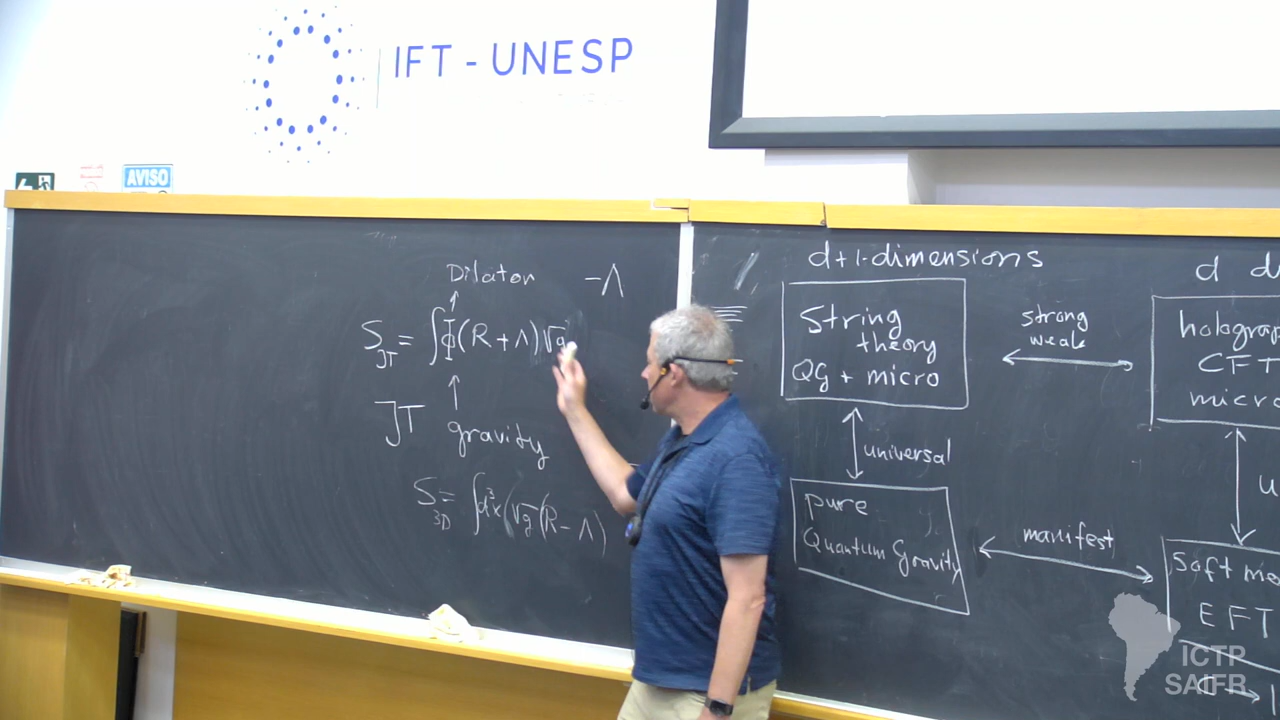 IFT - UNESP
AVISO
Dilaton -Λ
S_JT = ∫Φ(R+Λ)√g
JT gravity
S_3D = ∫d³x(√g(R-Λ)
d+1-dimensions
String
theory
QG + micro
universal
pure
Quantum Gravity
strong
weak
manifest
d
CFT
micro
Soft
EFT
ICTP
SAIFR